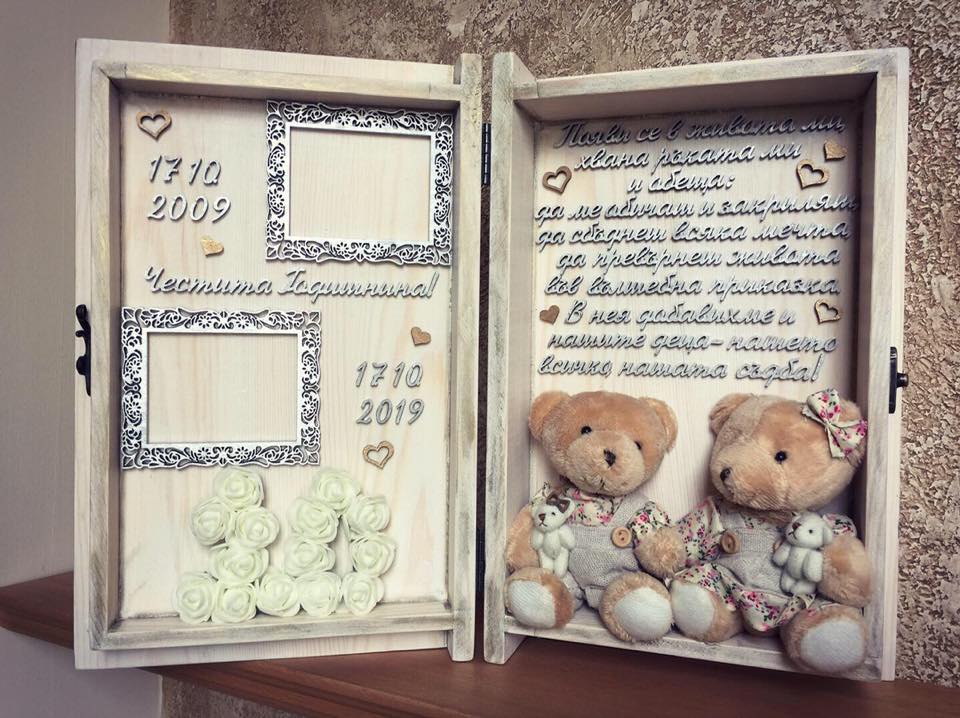 17 10
2009
Честита Годишнина!
17 10
2019
Появи се в живота ми,
хвана ръката ми
и обеща:
да ме обичаш и закриляш,
да сбъднеш всяка мечта,
да превърнеш живота
във вълшебна приказка.
В нея добавихме и
нашите деца- нашето
всичко, нашата съдба!